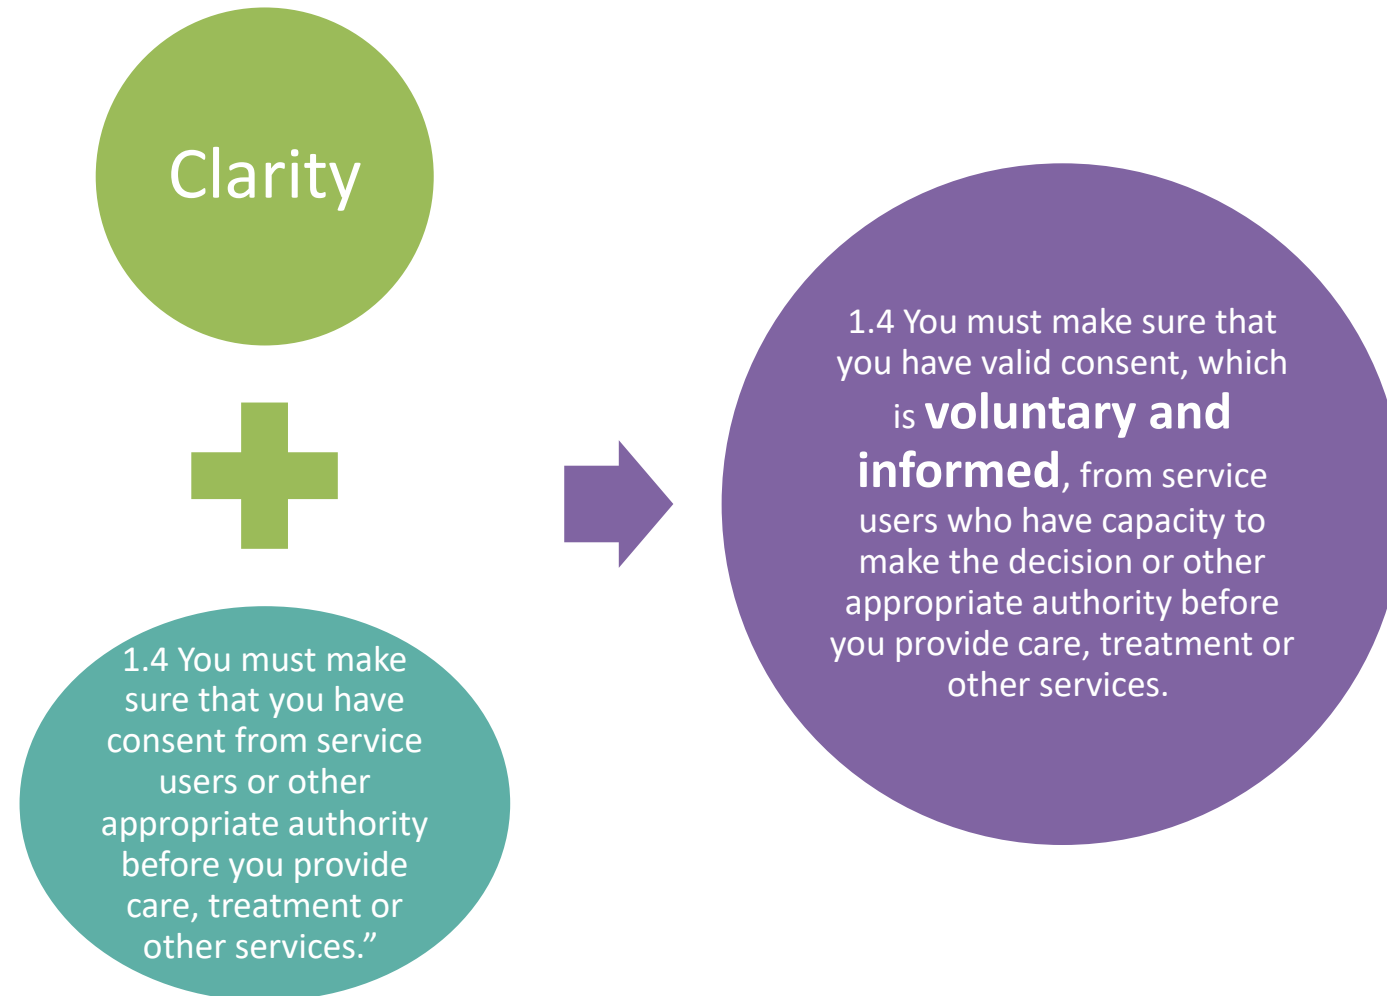 Clarity
1.4 You must make
sure that you have
consent from service
users or other
appropriate authority
before you provide
care, treatment or
other services.”
1.4 You must make sure that
you have valid consent, which
is voluntary and
informed, from service
users who have capacity to
make the decision or other
appropriate authority before
you provide care, treatment or
other services.